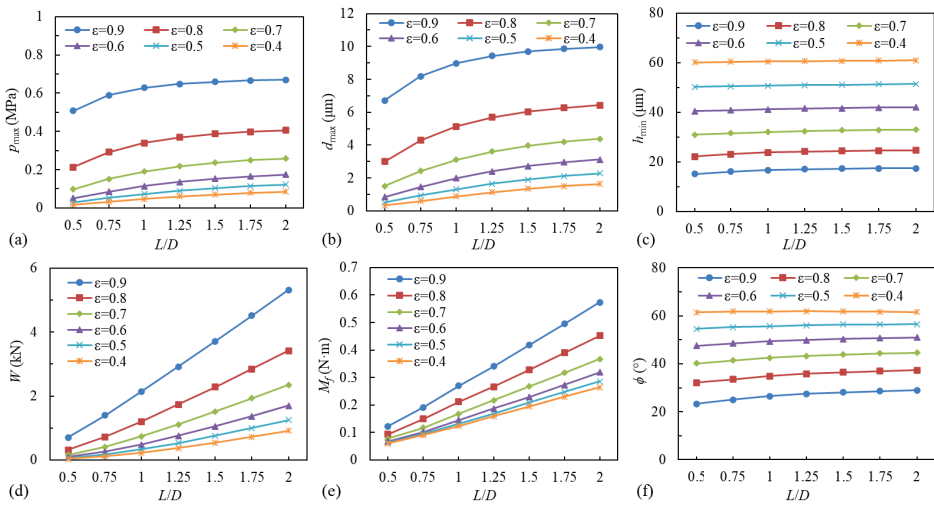 1
0.8
0.6
0.4
0.2
0
p_max (MPa)
ε=0.9 ε=0.8 ε=0.7
ε=0.6 ε=0.5 ε=0.4
0.5 0.75 1 1.25 1.5 1.75 2
L/D
(a)
12
10
8
6
4
2
0
d_max (μm)
ε=0.9 ε=0.8 ε=0.7
ε=0.6 ε=0.5 ε=0.4
0.5 0.75 1 1.25 1.5 1.75 2
L/D
(b)
80
60
40
20
0
h_min (μm)
ε=0.9 ε=0.8 ε=0.7
ε=0.6 ε=0.5 ε=0.4
0.5 0.75 1 1.25 1.5 1.75 2
L/D
(c)
6
4
2
0
W (kN)
ε=0.9
ε=0.8
ε=0.7
ε=0.6
ε=0.5
ε=0.4
0.5 0.75 1 1.25 1.5 1.75 2
L/D
(d)
0.7
0.6
0.5
0.4
0.3
0.2
0.1
0
M_f (N·m)
ε=0.9
ε=0.8
ε=0.7
ε=0.6
ε=0.5
ε=0.4
0.5 0.75 1 1.25 1.5 1.75 2
L/D
(e)
80
60
40
20
0
ϕ (°)
ε=0.9 ε=0.8 ε=0.7
ε=0.6 ε=0.5 ε=0.4
0.5 0.75 1 1.25 1.5 1.75 2
L/D
(f)